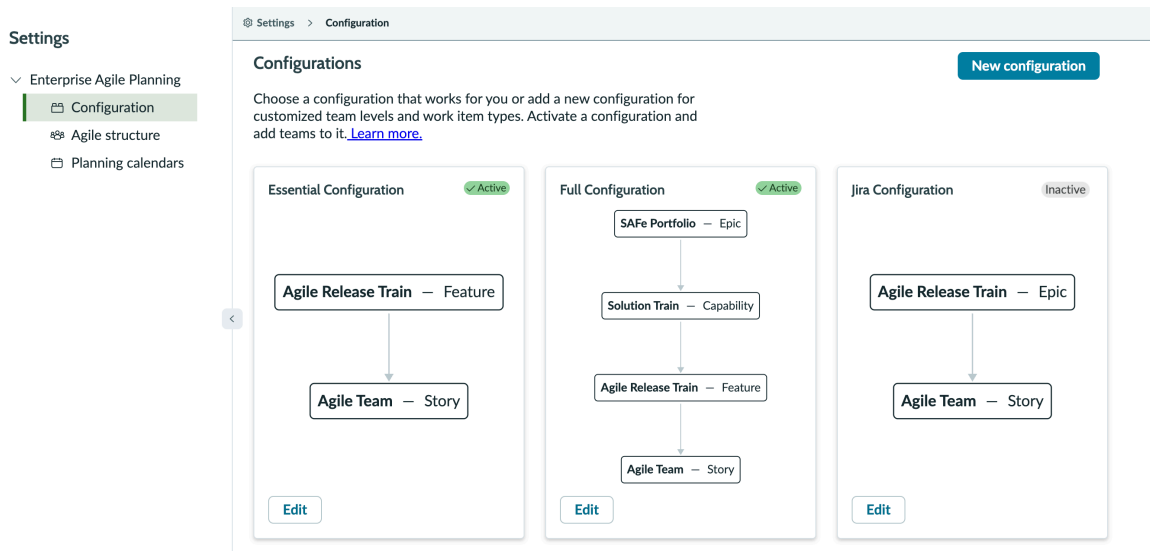 Settings
Enterprise Agile Planning
Configuration
Agile structure
Planning calendars
Settings > Configuration
Configurations
New configuration
Choose a configuration that works for you or add a new configuration for
customized team levels and work item types. Activate a configuration and
add teams to it. Learn more.
Essential Configuration
Active
Agile Release Train — Feature
Agile Team — Story
Edit
Full Configuration
Active
SAFe Portfolio — Epic
Solution Train — Capability
Agile Release Train — Feature
Agile Team — Story
Edit
Jira Configuration
Inactive
Agile Release Train — Epic
Agile Team — Story
Edit